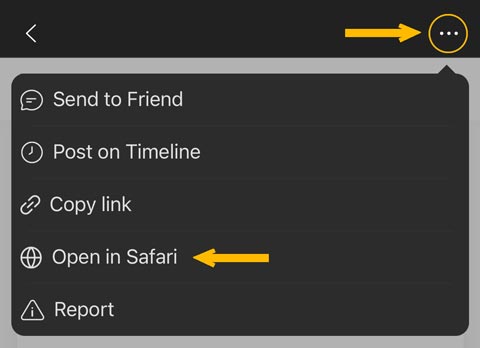 Send to Friend
Post on Timeline
Copy link
Open in Safari
Report